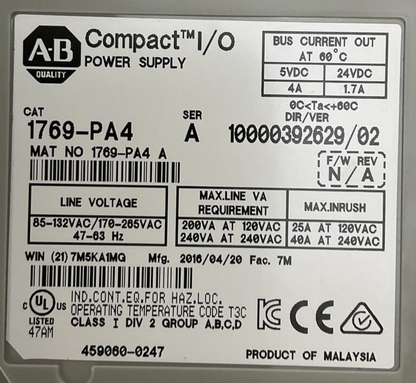 A-B
QUALITY
Compact™ I/O
POWER SUPPLY
BUS CURRENT OUT
AT 60°C
5VDC 24VDC
4A 1.7A
0C<Ta<+60C
CAT SER DIR/VER
1769-PA4 A 10000392629/02
MAT NO 1769-PA4 A
F/W REV
N/A
LINE VOLTAGE
85-132VAC/170-265VAC
47-63 Hz
MAX.LINE VA
REQUIREMENT
200VA AT 120VAC
240VA AT 240VAC
MAX.INRUSH
25A AT 120VAC
40A AT 240VAC
WIN (21) 7M5KA1MQ Mfg. 2016/04/20 Fac. 7M
c UL us
LISTED
47AM
IND.CONT.EQ.FOR HAZ.LOC.
OPERATING TEMPERATURE CODE T3C
CLASS I DIV 2 GROUP A,B,C,D
CE
EAC
459060-0247 PRODUCT OF MALAYSIA